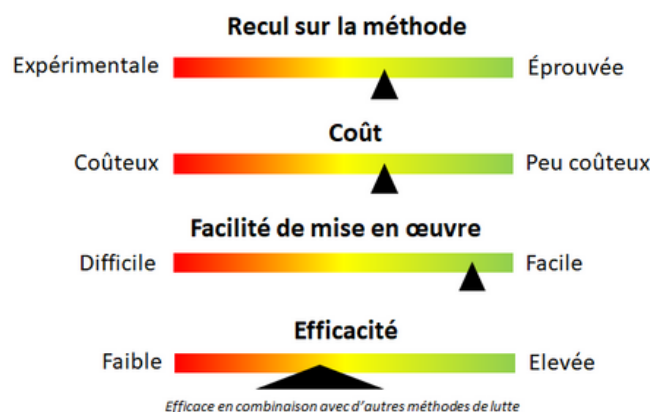 Recul sur la méthode
Expérimentale Éprouvée
Coût
Coûteux Peu coûteux
Facilité de mise en œuvre
Difficile Facile
Efficacité
Faible Elevée
Efficace en combinaison avec d'autres méthodes de lutte